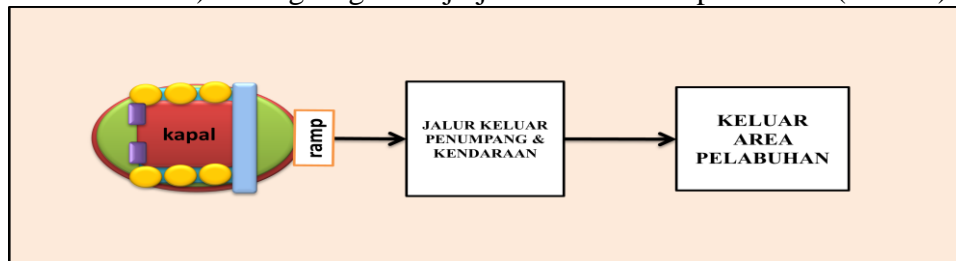 kapal
ramp
JALUR KELUAR
PENUMPANG &
KENDARAAN
KELUAR
AREA
PELABUHAN